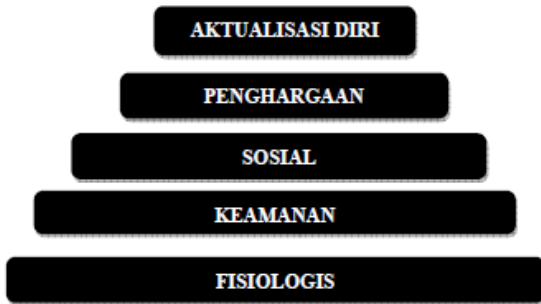 AKTUALISASI DIRI
PENGHARGAAN
SOSIAL
KEAMANAN
FISIOLOGIS